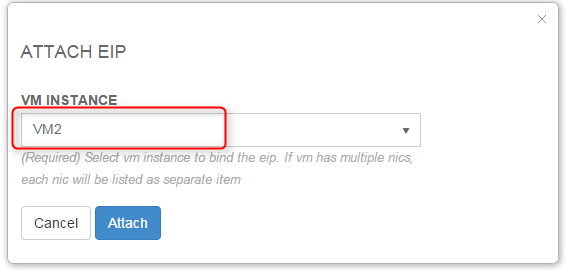 ATTACH EIP
VM INSTANCE
VM2
(Required) Select vm instance to bind the eip. If vm has multiple nics,
each nic will be listed as separate item
Cancel Attach